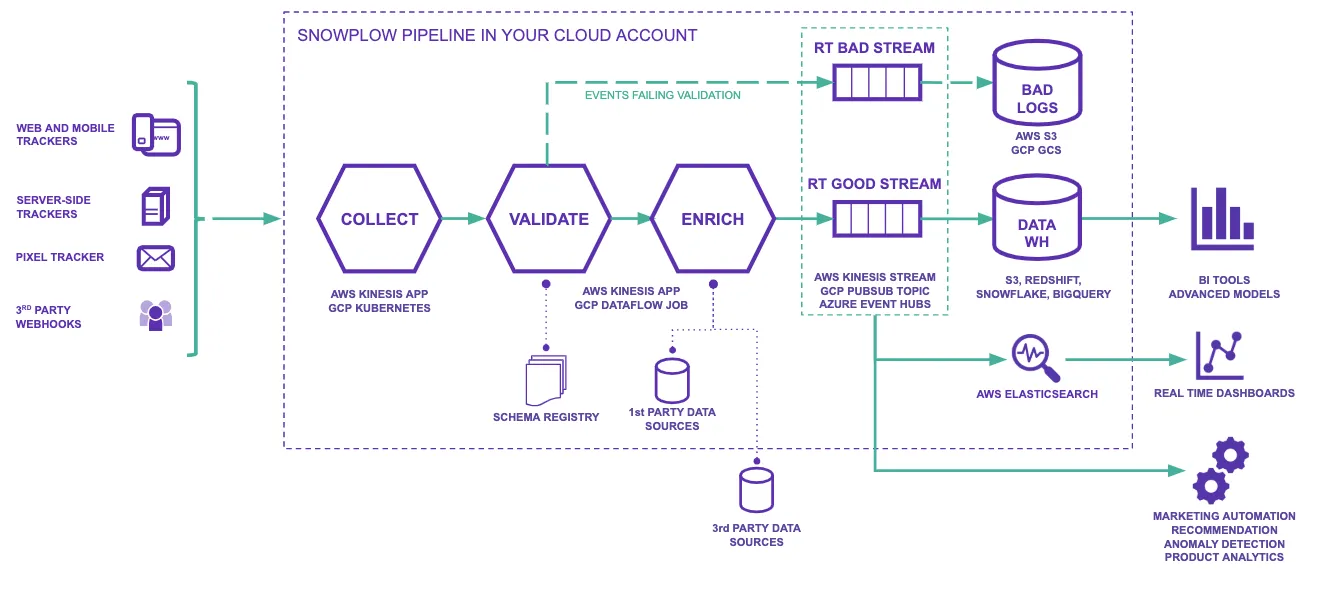 SNOWPLOW PIPELINE IN YOUR CLOUD ACCOUNT
WEB AND MOBILE
TRACKERS
www
SERVER-SIDE
TRACKERS
PIXEL TRACKER
3RD PARTY
WEBHOOKS
COLLECT
AWS KINESIS APP
GCP KUBERNETES
VALIDATE
ENRICH
AWS KINESIS APP
GCP DATAFLOW JOB
EVENTS FAILING VALIDATION
SCHEMA REGISTRY
1st PARTY DATA
SOURCES
3rd PARTY DATA
SOURCES
RT BAD STREAM
RT GOOD STREAM
AWS KINESIS STREAM
GCP PUBSUB TOPIC
AZURE EVENT HUBS
BAD
LOGS
AWS S3
GCP GCS
DATA
WH
S3, REDSHIFT,
SNOWFLAKE, BIGQUERY
AWS ELASTICSEARCH
BI TOOLS
ADVANCED MODELS
REAL TIME DASHBOARDS
MARKETING AUTOMATION
RECOMMENDATION
ANOMALY DETECTION
PRODUCT ANALYTICS